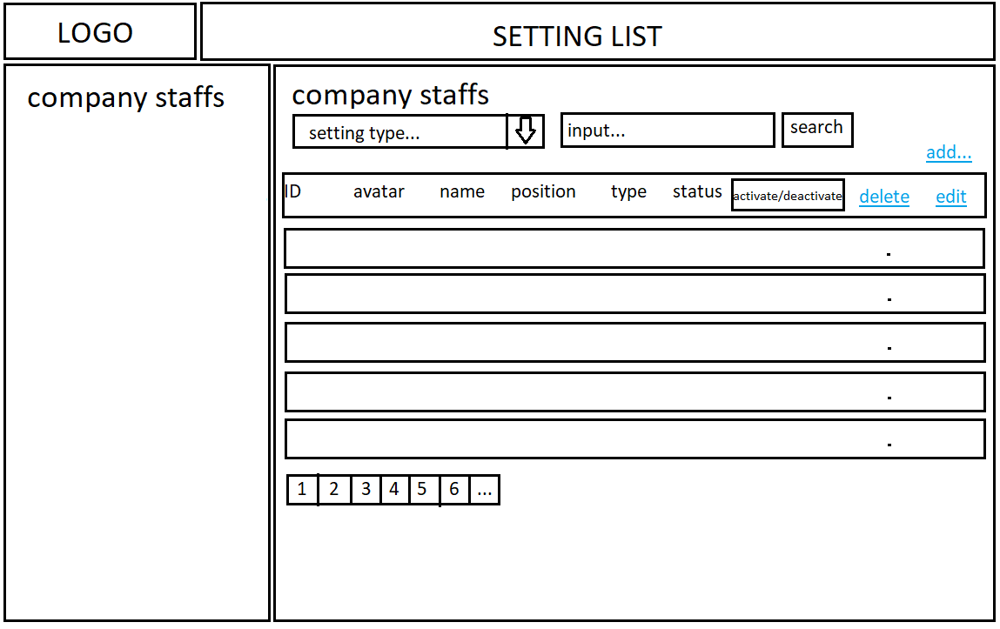 LOGO
SETTING LIST
company staffs
company staffs
setting type...
input...
search
add...
ID avatar name position type status activate/deactivate delete edit
1 2 3 4 5 6 ...